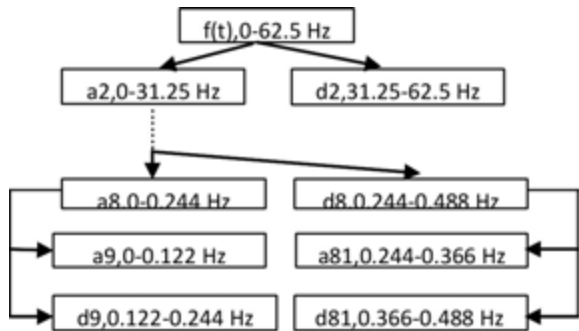 f(t),0-62.5 Hz
a2,0-31.25 Hz
d2,31.25-62.5 Hz
a8,0-0.244 Hz
d8,0.244-0.488 Hz
a9,0-0.122 Hz
a81,0.244-0.366 Hz
d9,0.122-0.244 Hz
d81,0.366-0.488 Hz